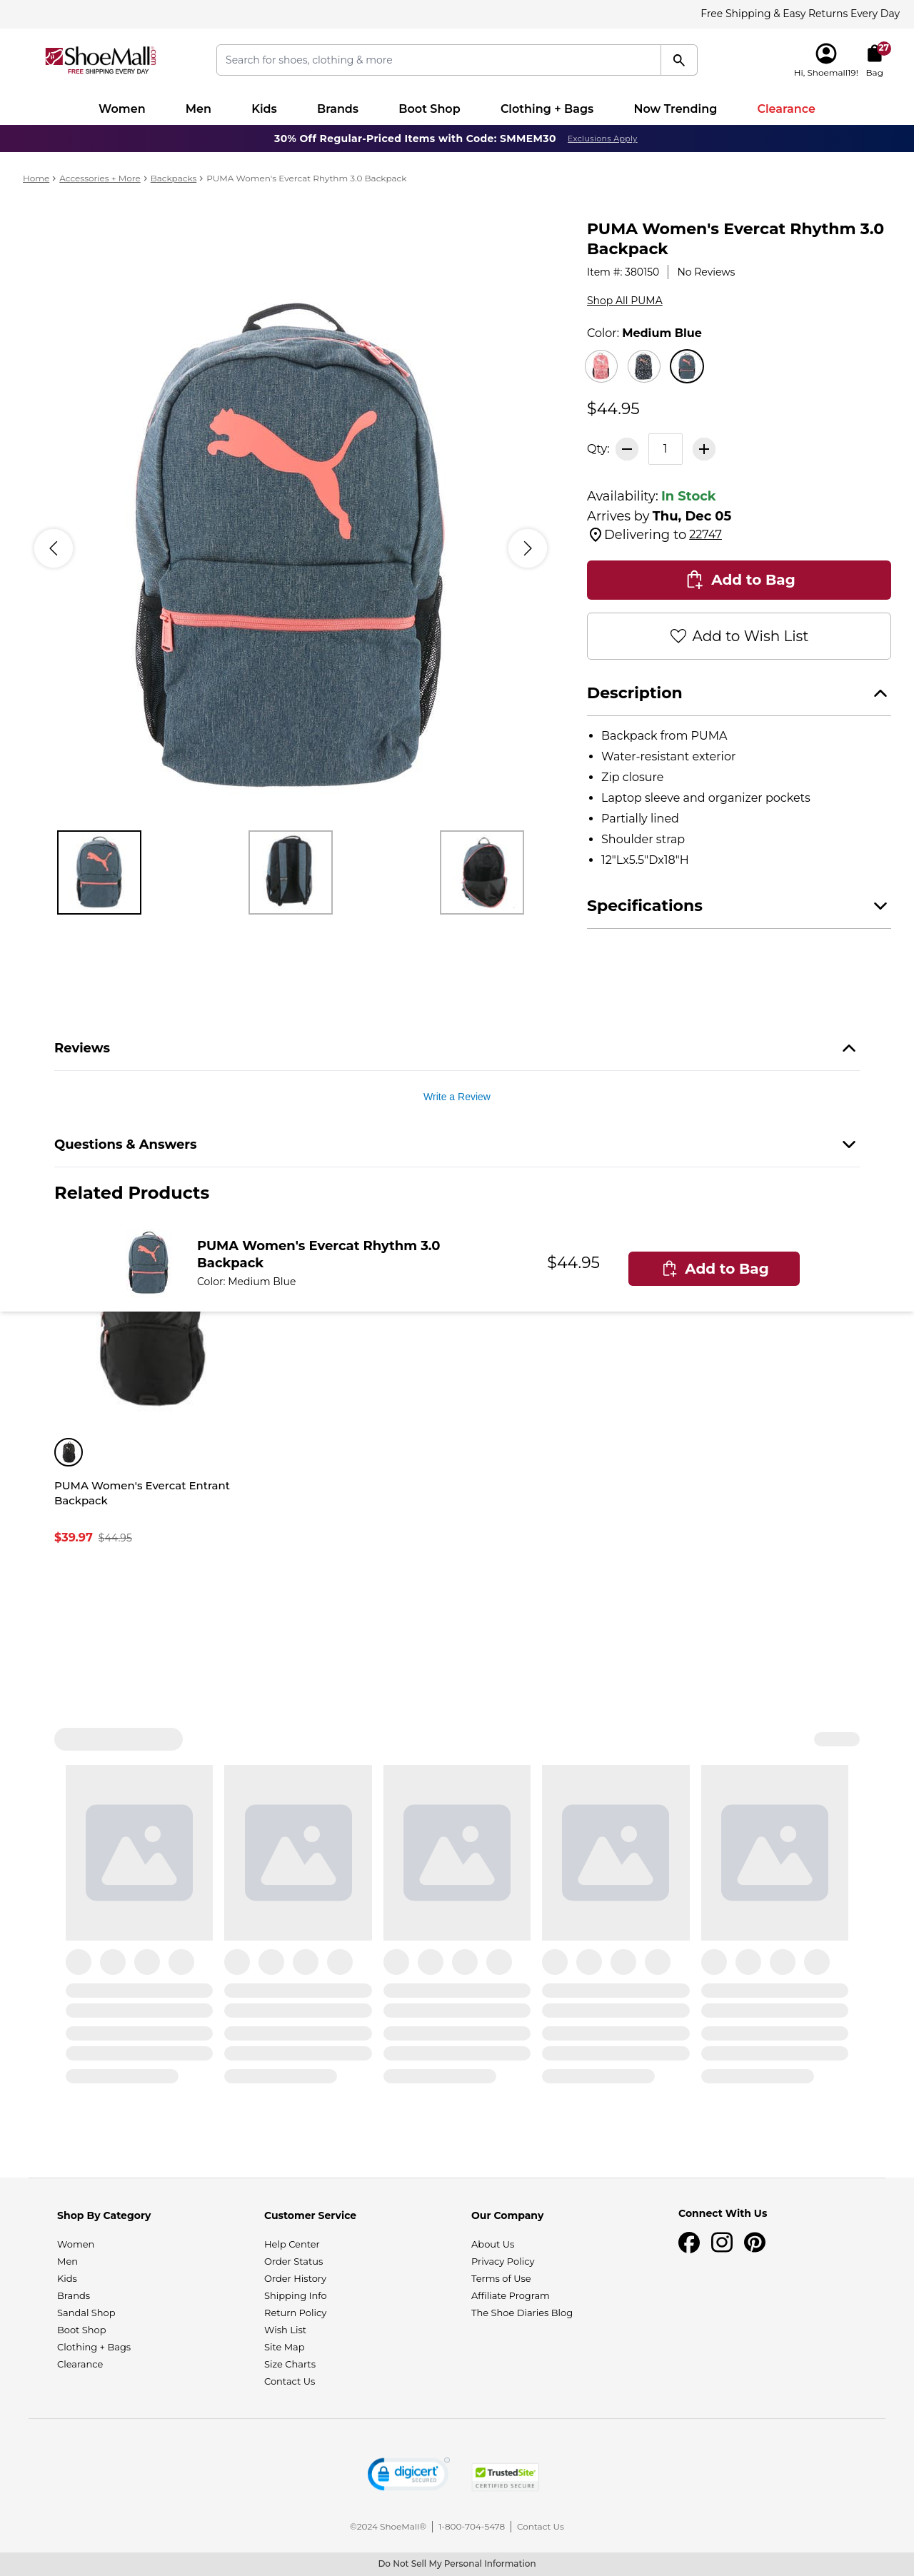 Free Shipping & Easy Returns Every Day
ShoeMall.com
FREE SHIPPING EVERY DAY
Search for shoes, clothing & more
Hi, Shoemall19!
27
Bag
Women
Men
Kids
Brands
Boot Shop
Clothing + Bags
Now Trending
Clearance
30% Off Regular-Priced Items with Code: SMMEM30 Exclusions Apply
Home > Accessories + More > Backpacks > PUMA Women's Evercat Rhythm 3.0 Backpack
PUMA Women's Evercat Rhythm 3.0
Backpack
Item #: 380150 | No Reviews
Shop All PUMA
Color: Medium Blue
$44.95
Qty: 1
Availability: In Stock
Arrives by Thu, Dec 05
Delivering to 22747
Add to Bag
Add to Wish List
Description
• Backpack from PUMA
• Water-resistant exterior
• Zip closure
• Laptop sleeve and organizer pockets
• Partially lined
• Shoulder strap
• 12"Lx5.5"Dx18"H
Specifications
Reviews
Write a Review
Questions & Answers
Related Products
PUMA Women's Evercat Rhythm 3.0
Backpack
Color: Medium Blue
$44.95
Add to Bag
PUMA Women's Evercat Entrant
Backpack
$39.97 $44.95
Shop By Category
Women
Men
Kids
Brands
Sandal Shop
Boot Shop
Clothing + Bags
Clearance
Customer Service
Help Center
Order Status
Order History
Shipping Info
Return Policy
Wish List
Site Map
Size Charts
Contact Us
Our Company
About Us
Privacy Policy
Terms of Use
Affiliate Program
The Shoe Diaries Blog
Connect With Us
digicert
SECURED
TrustedSite
CERTIFIED SECURE
©2024 ShoeMall® | 1-800-704-5478 | Contact Us
Do Not Sell My Personal Information